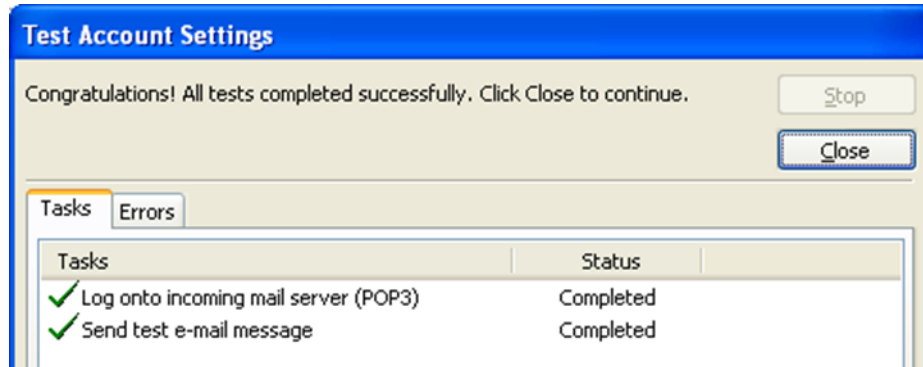 Test Account Settings
Congratulations! All tests completed successfully. Click Close to continue.
Stop
Close
Tasks Errors
Tasks Status
Log onto incoming mail server (POP3) Completed
Send test e-mail message Completed